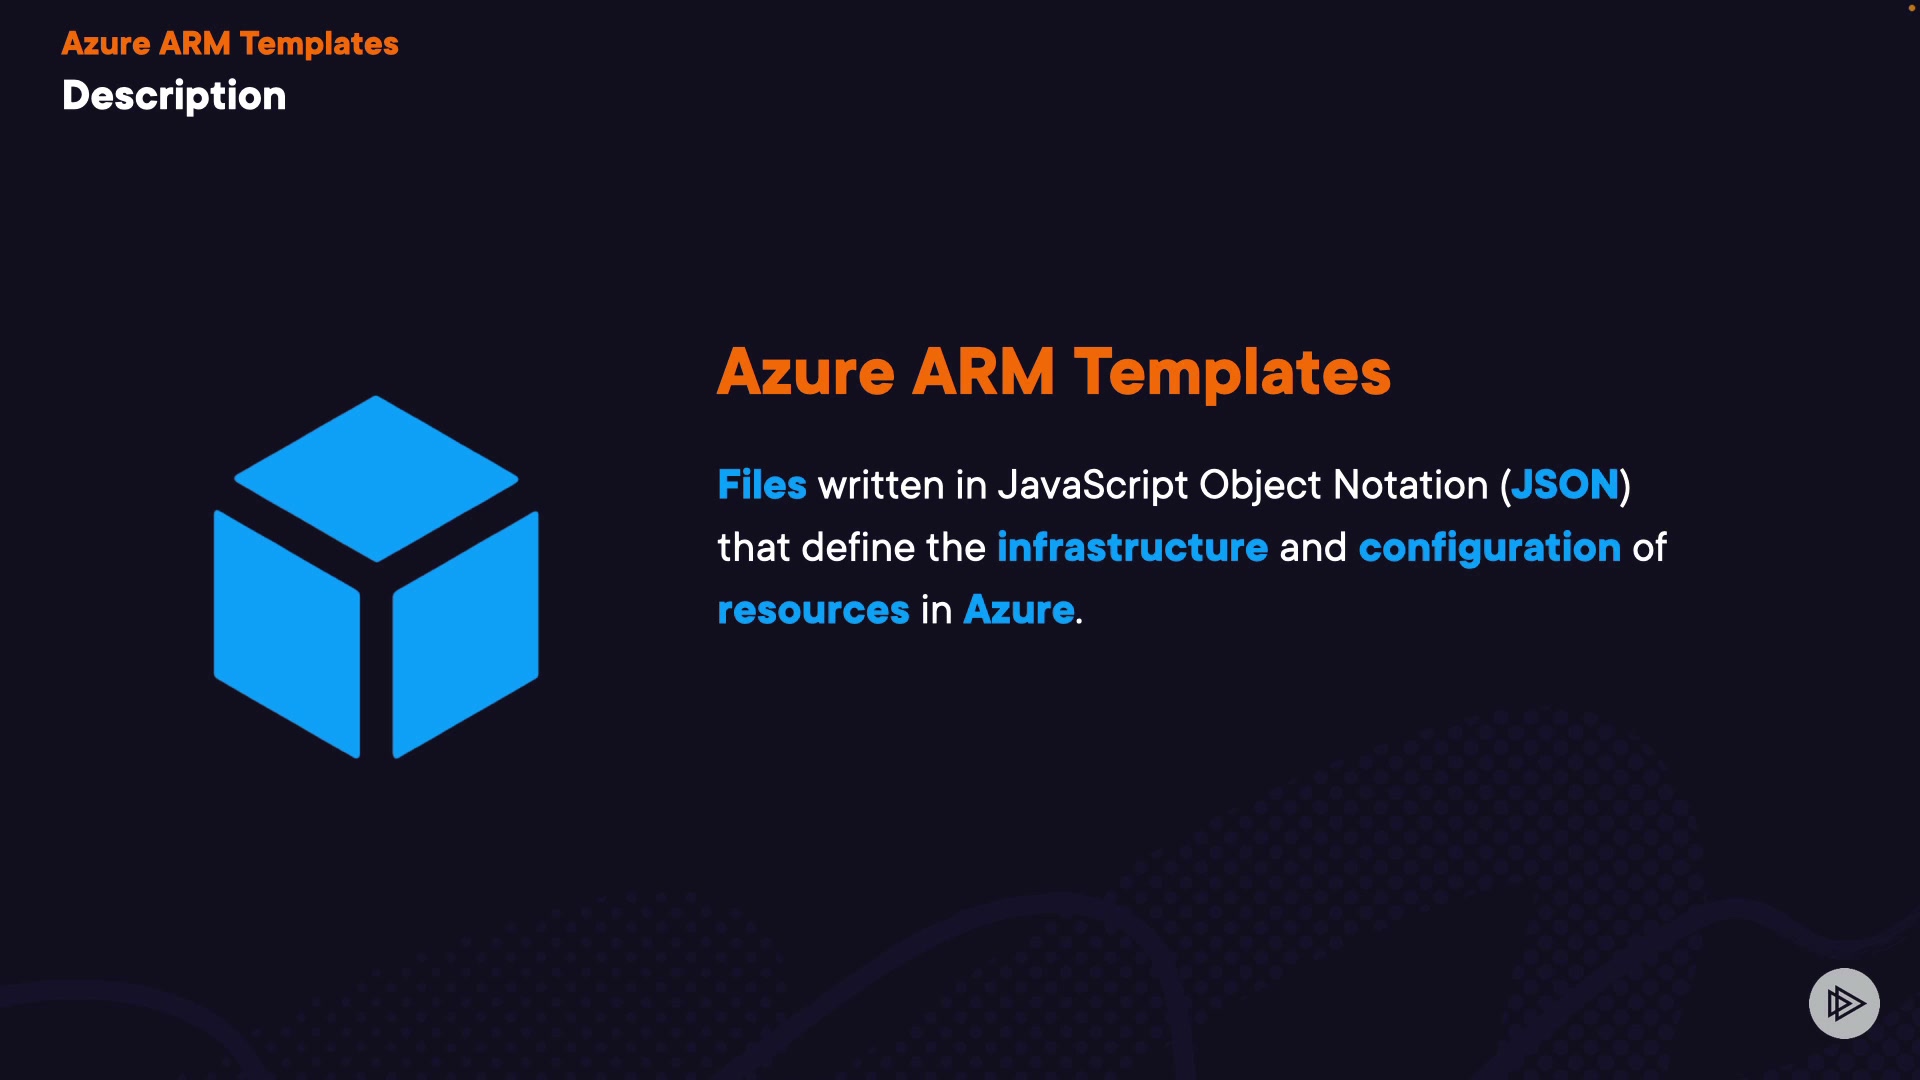 Azure ARM Templates
Description
Azure ARM Templates
Files written in JavaScript Object Notation (JSON)
that define the infrastructure and configuration of
resources in Azure.